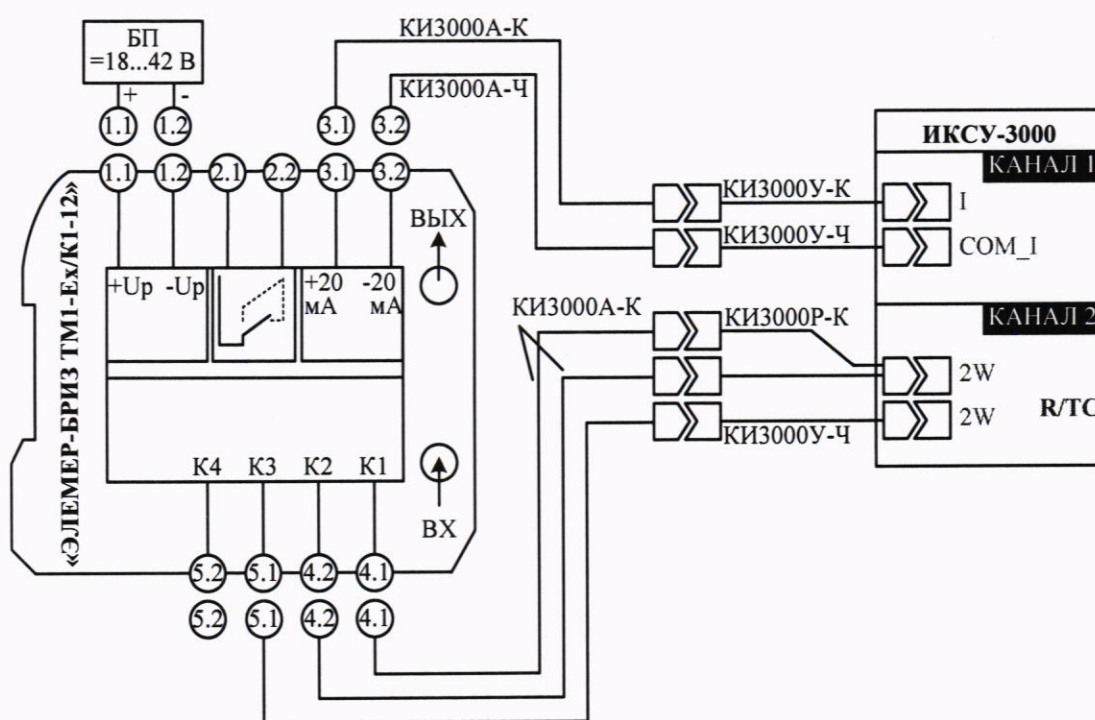 БП
=18...42 В
+ -
1.1 1.2 3.1 3.2
1.1 1.2 2.1 2.2 3.1 3.2
КИ3000А-К
КИ3000А-Ч
«ЭЛЕМЕР-БРИЗ ТМ1-Ех/К1-12»
+Up -Up
+20
мА
-20
мА
ВЫХ
ВХ
К4 К3 К2 К1
5.2 5.1 4.2 4.1
5.2 5.1 4.2 4.1
КИ3000А-К
КИ3000У-К
КИ3000У-Ч
КИ3000Р-К
КИ3000У-Ч
ИКСУ-3000
КАНАЛ 1
I
COM_I
КАНАЛ 2
2W
2W
R/TC